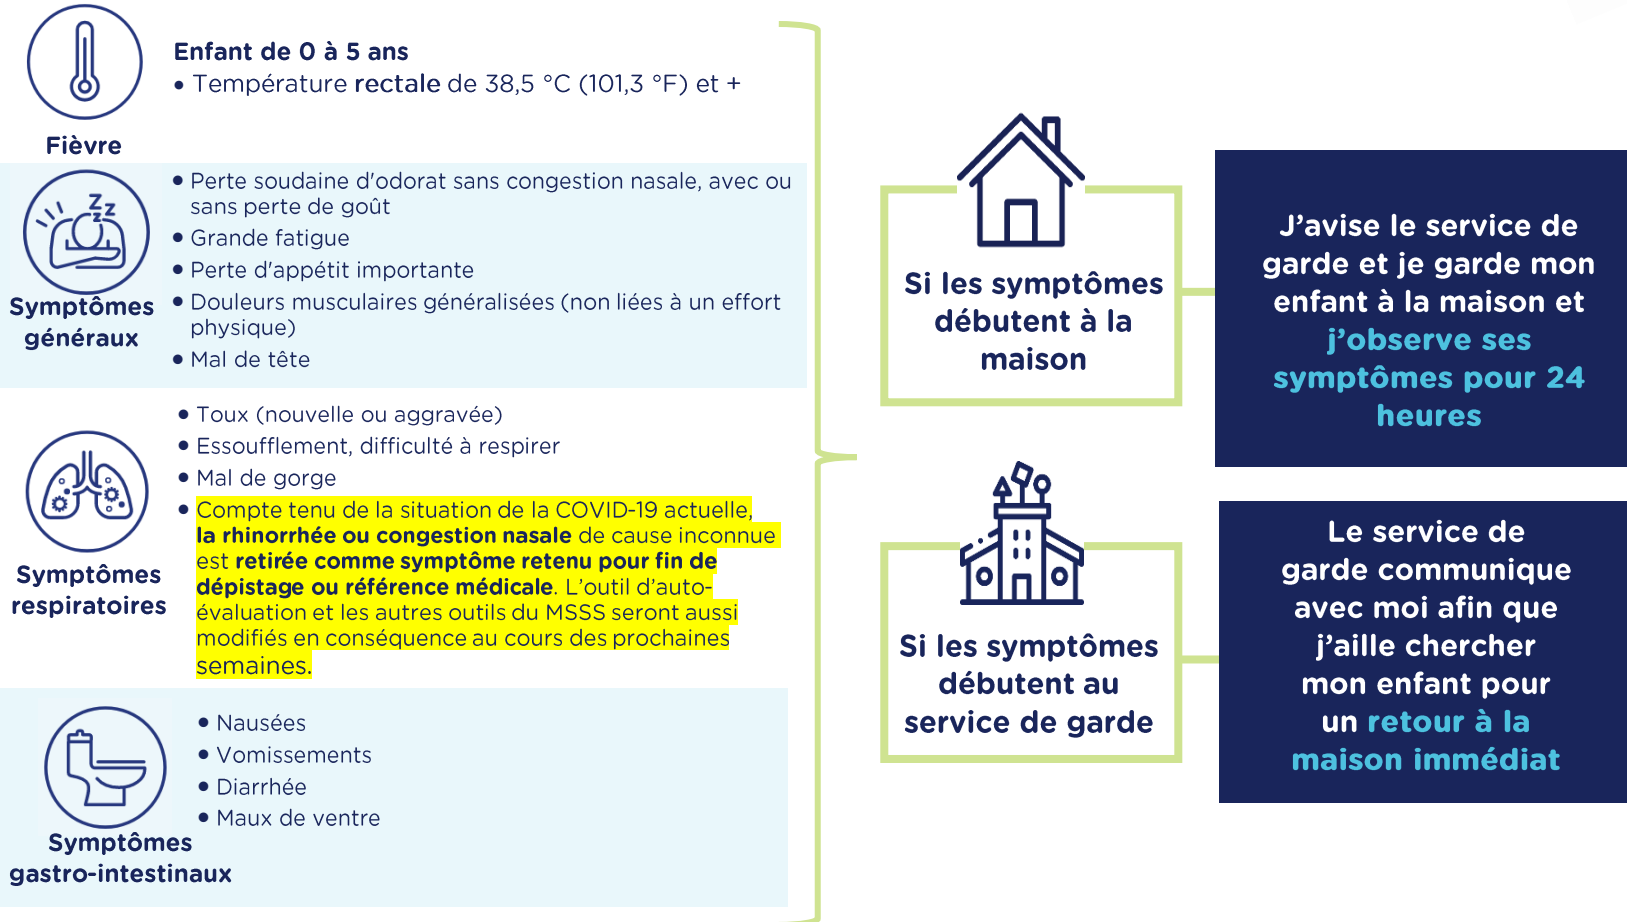 Enfant de 0 à 5 ans
• Température rectale de 38,5 °C (101,3 °F) et +
Fièvre
• Perte soudaine d'odorat sans congestion nasale, avec ou
sans perte de goût
• Grande fatigue
• Perte d'appétit importante
• Douleurs musculaires généralisées (non liées à un effort
physique)
• Mal de tête
Symptômes
généraux
• Toux (nouvelle ou aggravée)
• Essoufflement, difficulté à respirer
• Mal de gorge
• Compte tenu de la situation de la COVID-19 actuelle,
la rhinorrhée ou congestion nasale de cause inconnue
est retirée comme symptôme retenu pour fin de
dépistage ou référence médicale. L'outil d'auto-
évaluation et les autres outils du MSSS seront aussi
modifiés en conséquence au cours des prochaines
semaines.
Symptômes
respiratoires
• Nausées
• Vomissements
• Diarrhée
• Maux de ventre
Symptômes
gastro-intestinaux
Si les symptômes
débutent à la
maison
J'avise le service de
garde et je garde mon
enfant à la maison et
j'observe ses
symptômes pour 24
heures
Si les symptômes
débutent au
service de garde
Le service de
garde communique
avec moi afin que
j'aille chercher
mon enfant pour
un retour à la
maison immédiat